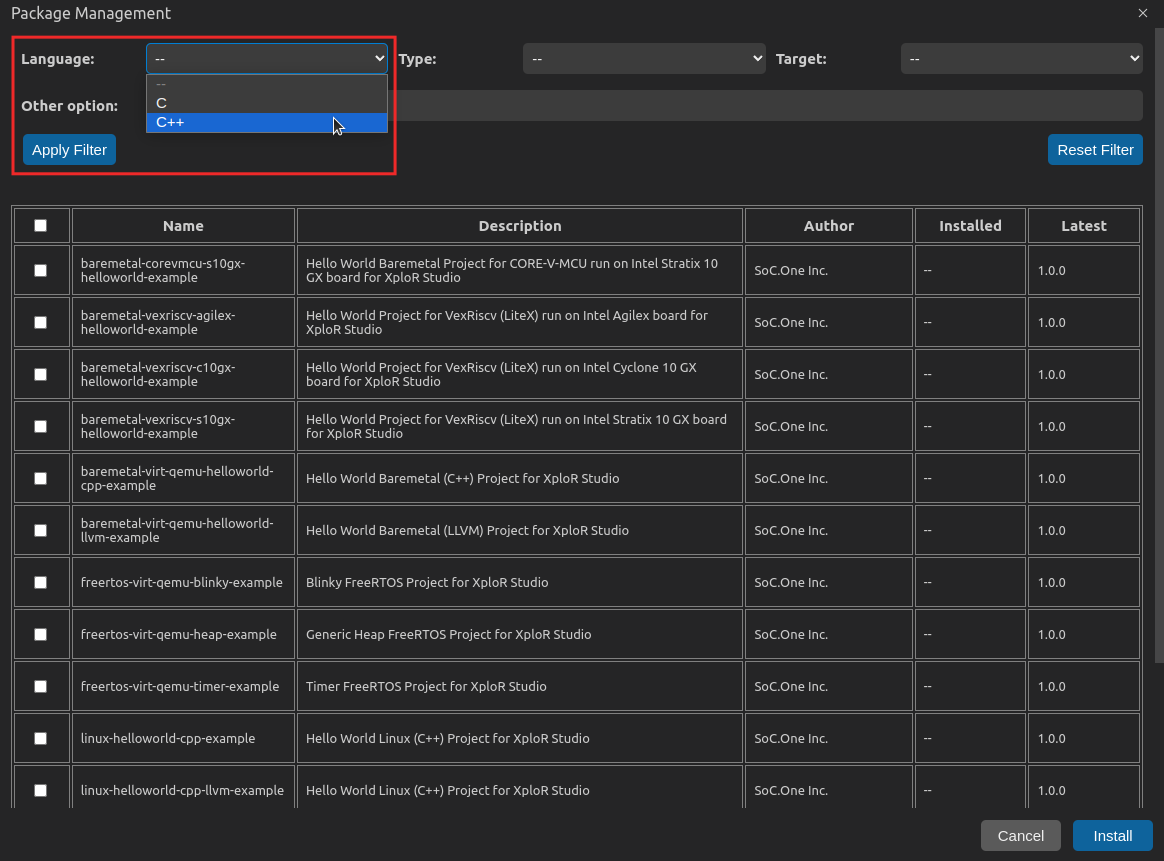 Package Management ×
Language: -- Type: -- Target: --
--
C
Other option:
C++
Apply Filter Reset Filter
Name Description Author Installed Latest
baremetal-corevmcu-s10gx-
helloworld-example
Hello World Baremetal Project for CORE-V-MCU run on Intel Stratix 10
GX board for XploR Studio
SoC.One Inc. -- 1.0.0
baremetal-vexriscv-agilex-
helloworld-example
Hello World Project for VexRiscv (LiteX) run on Intel Agilex board for
XploR Studio
SoC.One Inc. -- 1.0.0
baremetal-vexriscv-c10gx-
helloworld-example
Hello World Project for VexRiscv (LiteX) run on Intel Cyclone 10 GX
board for XploR Studio
SoC.One Inc. -- 1.0.0
baremetal-vexriscv-s10gx-
helloworld-example
Hello World Project for VexRiscv (LiteX) run on Intel Stratix 10 GX board
for XploR Studio
SoC.One Inc. -- 1.0.0
baremetal-virt-qemu-helloworld-
cpp-example
Hello World Baremetal (C++) Project for XploR Studio
SoC.One Inc. -- 1.0.0
baremetal-virt-qemu-helloworld-
llvm-example
Hello World Baremetal (LLVM) Project for XploR Studio
SoC.One Inc. -- 1.0.0
freertos-virt-qemu-blinky-example Blinky FreeRTOS Project for XploR Studio SoC.One Inc. -- 1.0.0
freertos-virt-qemu-heap-example Generic Heap FreeRTOS Project for XploR Studio SoC.One Inc. -- 1.0.0
freertos-virt-qemu-timer-example Timer FreeRTOS Project for XploR Studio SoC.One Inc. -- 1.0.0
linux-helloworld-cpp-example Hello World Linux (C++) Project for XploR Studio SoC.One Inc. -- 1.0.0
linux-helloworld-cpp-llvm-example Hello World Linux (C++) Project for XploR Studio SoC.One Inc. -- 1.0.0
Cancel Install